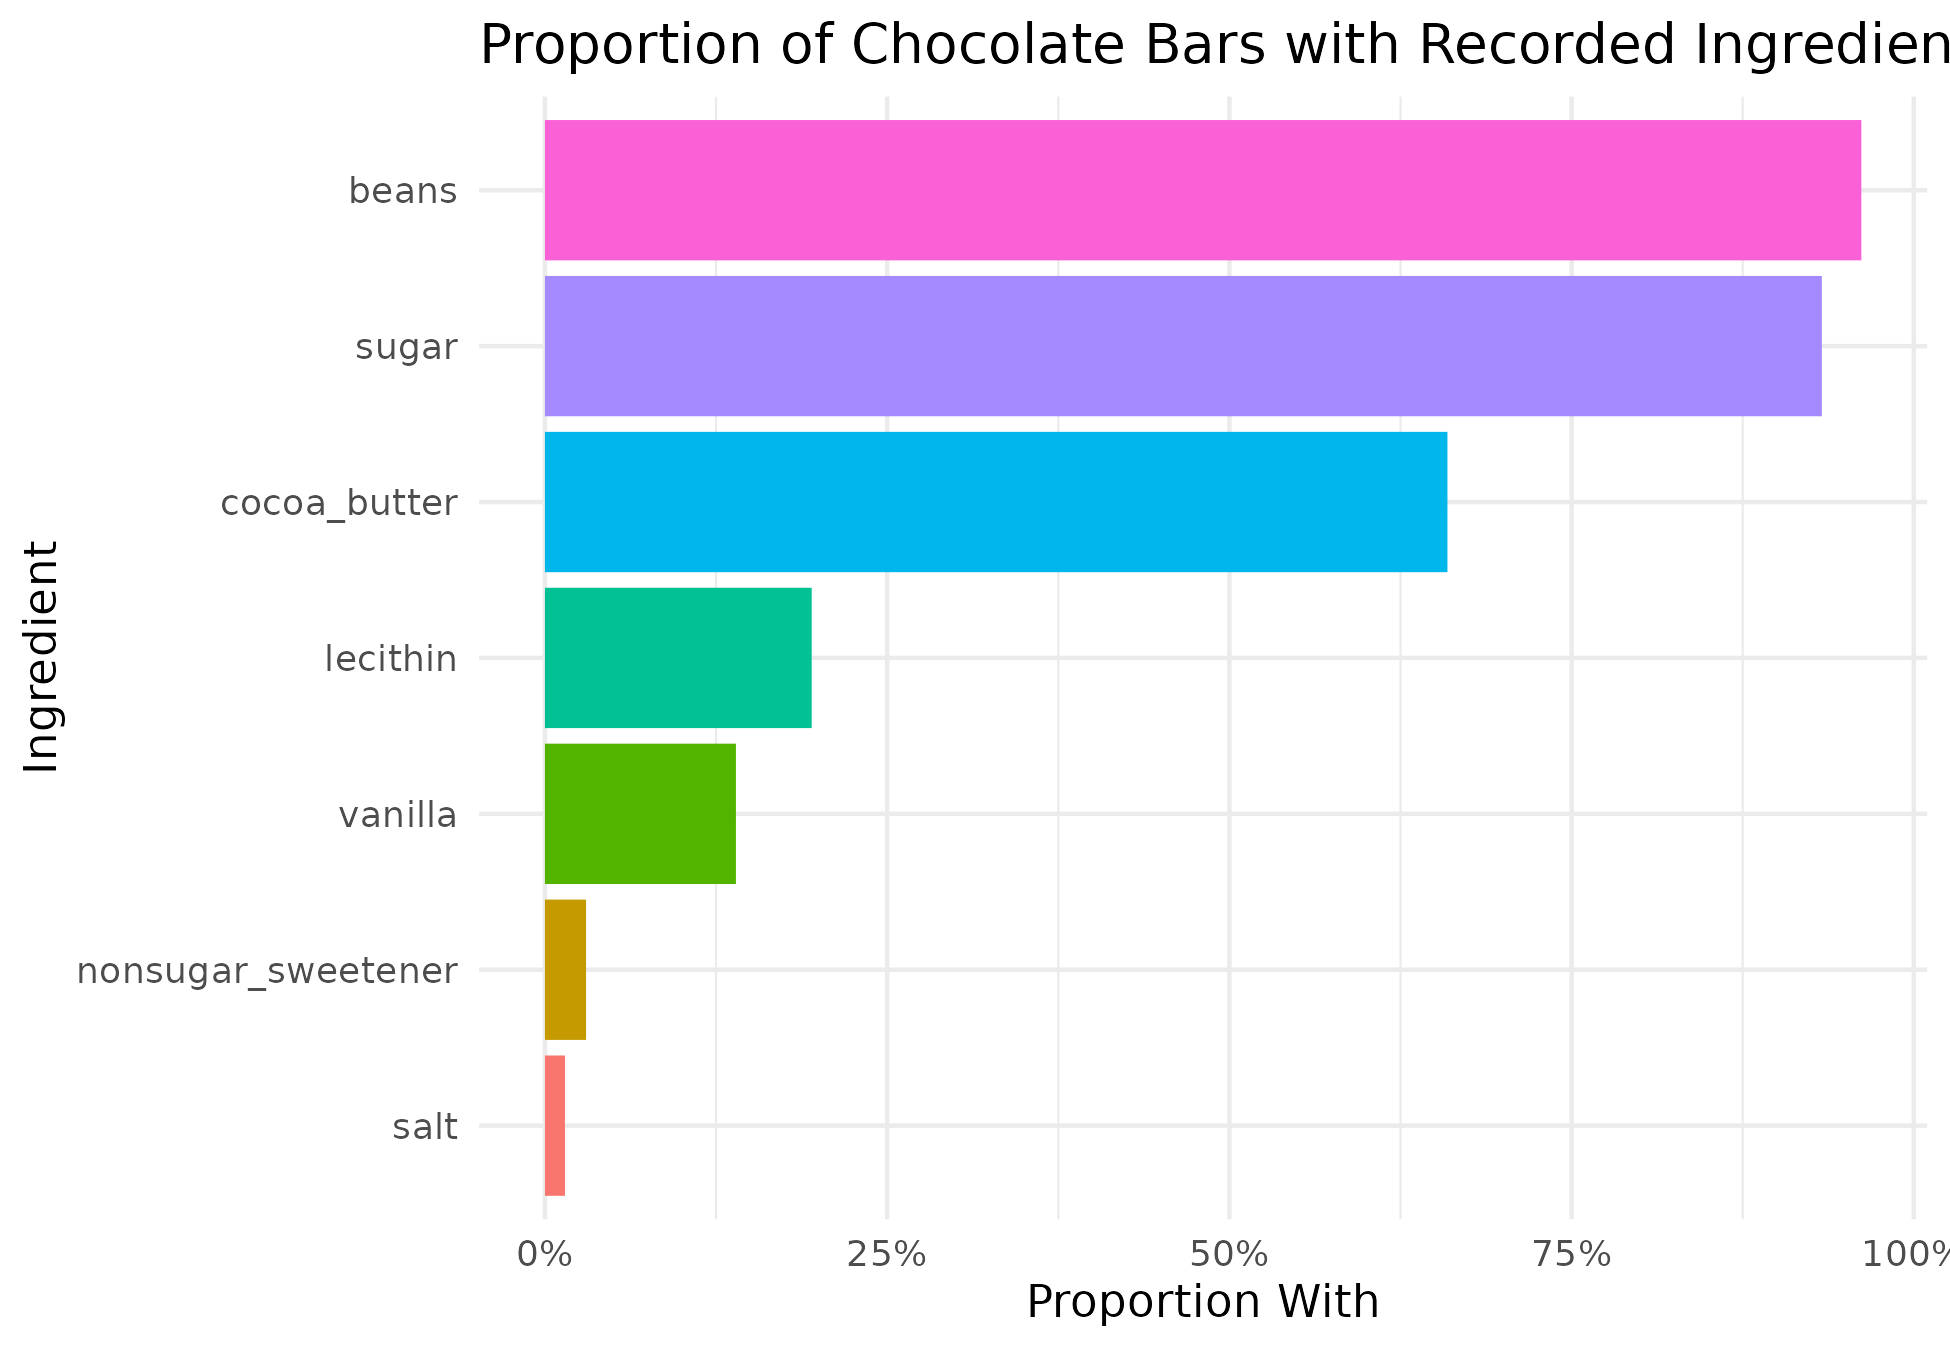 Proportion of Chocolate Bars with Recorded Ingredien
beans
sugar
cocoa_butter
lecithin
vanilla
nonsugar_sweetener
salt
Ingredient
0% 25% 50% 75% 100%
Proportion With